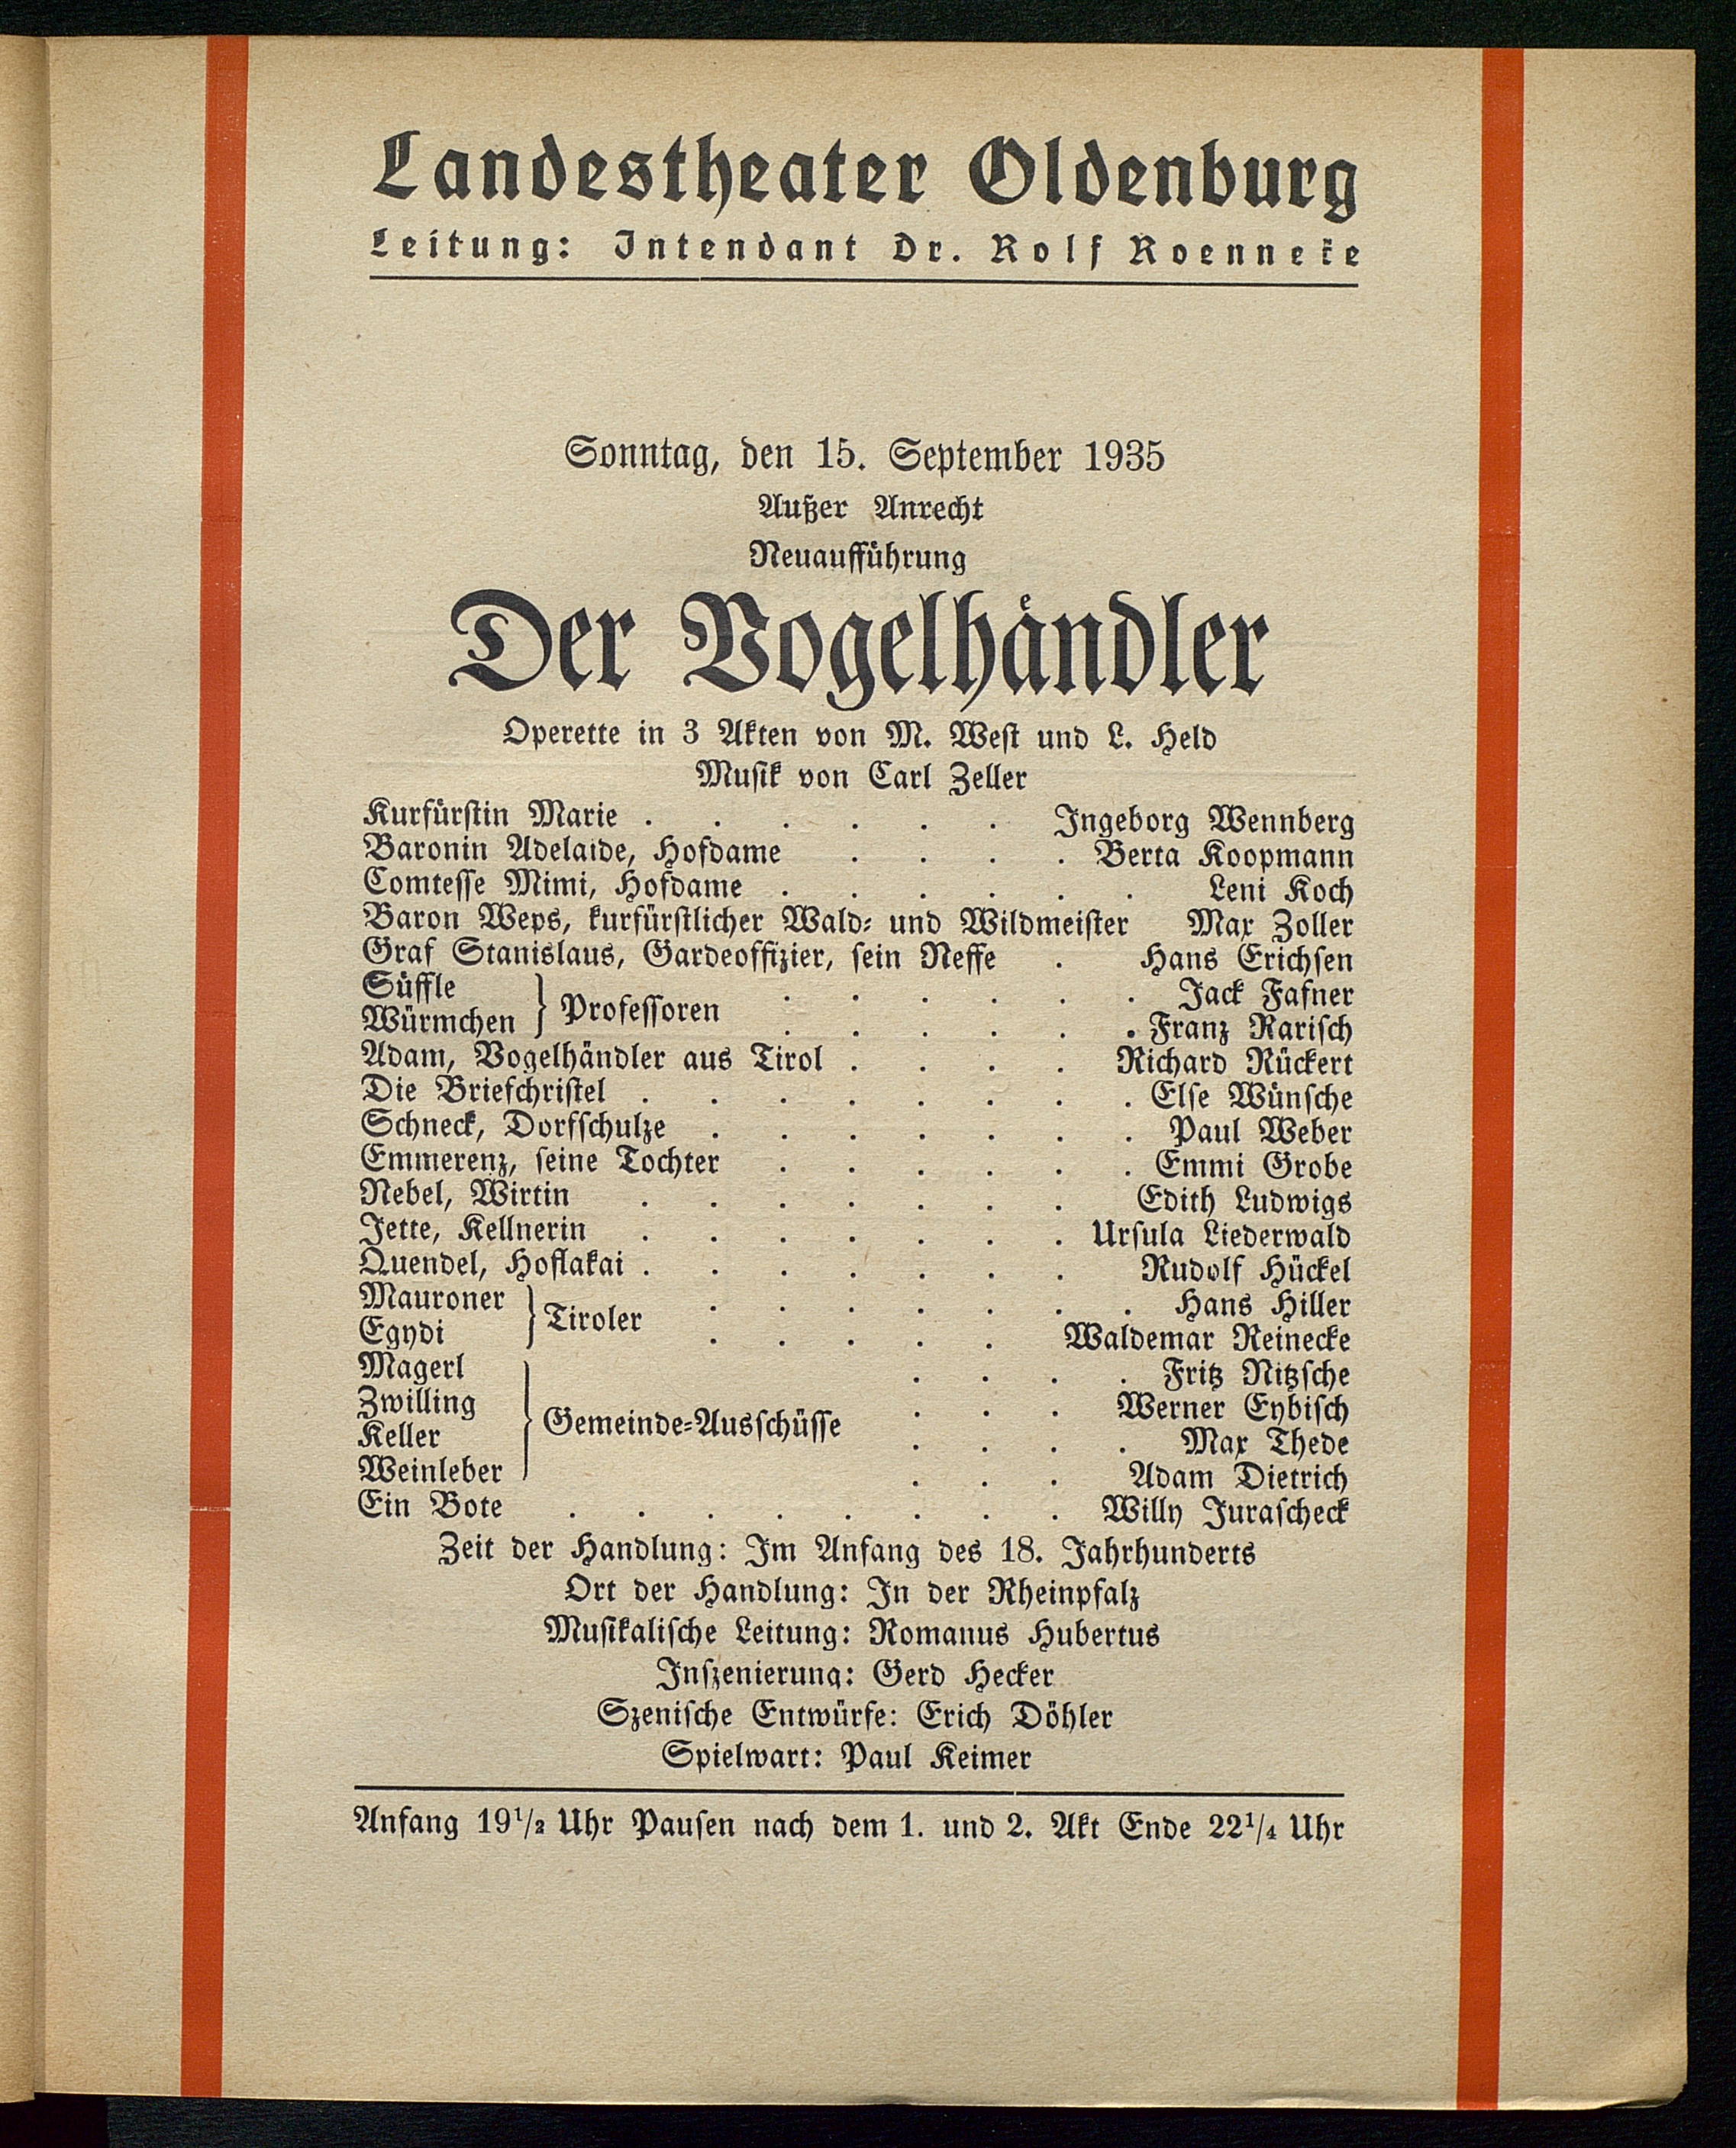 Landestheater Oldenburg
Leitung: Intendant Dr. Rolf Roenneke
Sonntag, den 15. September 1935
Außer Anrecht
Neuaufführung
Der Vogelhändler
Operette in 3 Akten von M. West und L. Held
Musik von Carl Zeller
Kurfürstin Marie . . . . . . Ingeborg Wennberg
Baronin Adelaide, Hofdame . . . . Berta Koopmann
Comtesse Mimi, Hofdame . . . . . . Leni Koch
Baron Weps, kurfürstlicher Wald- und Wildmeister Max Zoller
Graf Stanislaus, Gardeoffizier, sein Neffe . Hans Erichsen
Süffle } Professoren . . . . . . Jack Fafner
Würmchen . . . . . . Franz Rarisch
Adam, Vogelhändler aus Tirol . . . . Richard Rückert
Die Briefchristel . . . . . . . . Else Wünsche
Schneck, Dorfschulze . . . . . . . Paul Weber
Emmerenz, seine Tochter . . . . . . Emmi Grobe
Nebel, Wirtin . . . . . . . Edith Ludwigs
Jette, Kellnerin . . . . . . . Ursula Liederwald
Quendel, Hoflakai . . . . . . . Rudolf Hückel
Mauroner } Tiroler . . . . . . . Hans Hiller
Egydi . . . . . Waldemar Reinecke
Magerl . . . . Fritz Nitzsche
Zwilling } Gemeinde-Ausschüsse . . . Werner Eybisch
Keller . . . . Max Thede
Weinleber . . . Adam Dietrich
Ein Bote . . . . . . . . Willy Jurascheck
Zeit der Handlung: Im Anfang des 18. Jahrhunderts
Ort der Handlung: In der Rheinpfalz
Musikalische Leitung: Romanus Hubertus
Inszenierung: Gerd Hecker
Szenische Entwürfe: Erich Döhler
Spielwart: Paul Keimer
Anfang 19½ Uhr Pausen nach dem 1. und 2. Akt Ende 22¼ Uhr